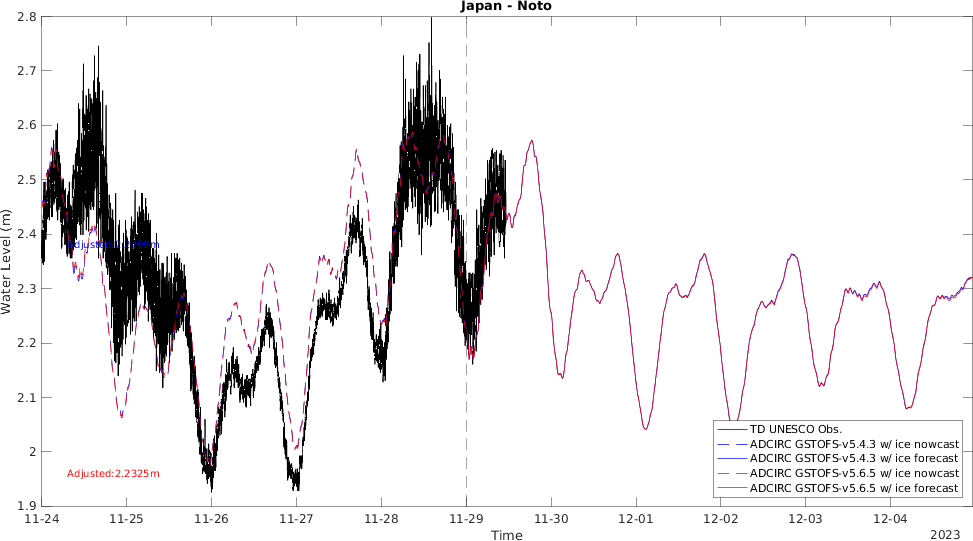 Japan - Noto
2.8
2.7
2.6
2.5
2.4
2.3
2.2
2.1
2
1.9
Water Level (m)
Adjusted:2.2325m
TD UNESCO Obs.
ADCIRC GSTOFS-v5.4.3 w/ ice nowcast
ADCIRC GSTOFS-v5.4.3 w/ ice forecast
ADCIRC GSTOFS-v5.6.5 w/ ice nowcast
ADCIRC GSTOFS-v5.6.5 w/ ice forecast
11-24 11-25 11-26 11-27 11-28 11-29 11-30 12-01 12-02 12-03 12-04
Time
2023